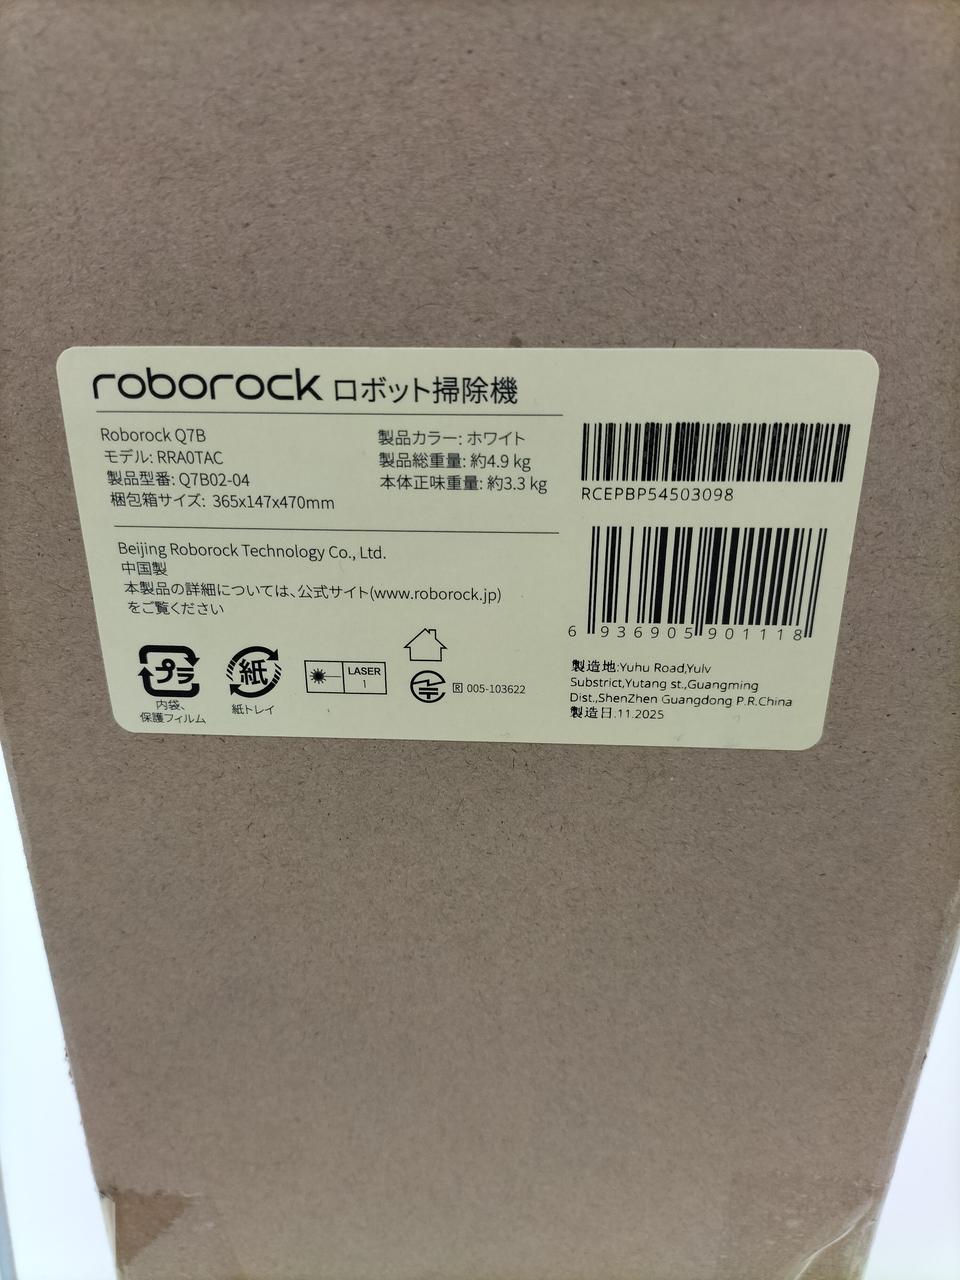 roborock ロボット掃除機
Roborock Q7B
モデル: RRA0TAC
製品型番: Q7B02-04
梱包箱サイズ: 365x147x470mm
製品カラー: ホワイト
製品総重量: 約4.9 kg
本体正味重量: 約3.3 kg
Beijing Roborock Technology Co., Ltd.
中国製
本製品の詳細については、公式サイト(www.roborock.jp)
をご覧ください
プラ
内袋、
保護フィルム
紙
紙トレイ
LASER
1
R 005-103622
RCEPBP54503098
6 936905 901118
製造地:Yuhu Road,Yulv
Substrict,Yutang st.,Guangming
Dist.,ShenZhen Guangdong P.R.China
製造日.11.2025